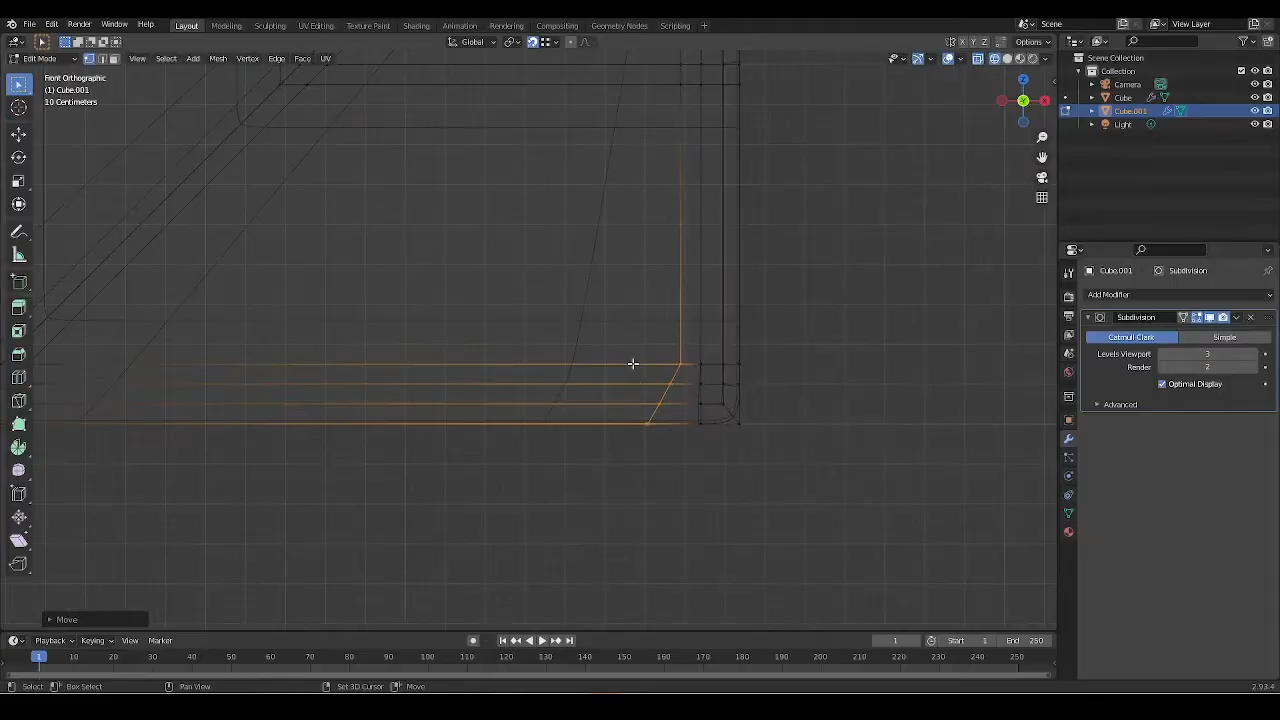 File Edit Render Window Help Layout Modeling Sculpting UV Editing Texture Paint Shading Animation Rendering Compositing Geometry Nodes Scripting + Scene View Layer
Global X Y Z Options
Edit Mode View Select Add Mesh Vertex Edge Face UV
Front Orthographic
(1) Cube.001
10 Centimeters
Z
Y
X
Move
Scene Collection
Collection
Camera
Cube
Cube.001
Light
Cube.001 Subdivision
Add Modifier
Subdivision
Catmull Clark Simple
Levels Viewport 3
Render 2
Optimal Display
Advanced
Playback Keying View Marker 1 Start 1 End 250
1 10 20 30 40 50 60 70 80 90 100 110 120 130 140 150 160 170 180 190 200 210 220 230 240 250
Select Box Select Pan View Set 3D Cursor Move 2.93.4